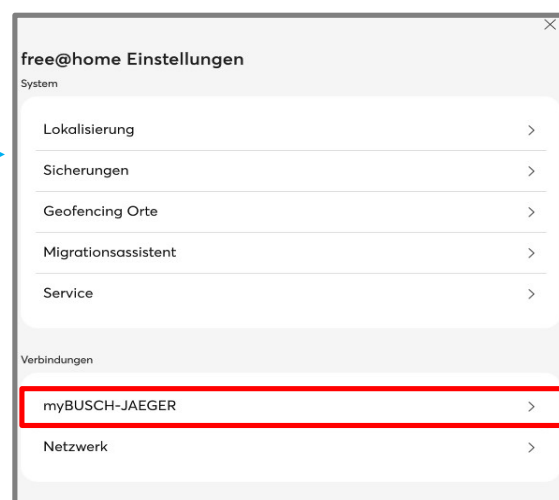 free@home Einstellungen
System
Lokalisierung
Sicherungen
Geofencing Orte
Migrationsassistent
Service
Verbindungen
myBUSCH-JAEGER
Netzwerk